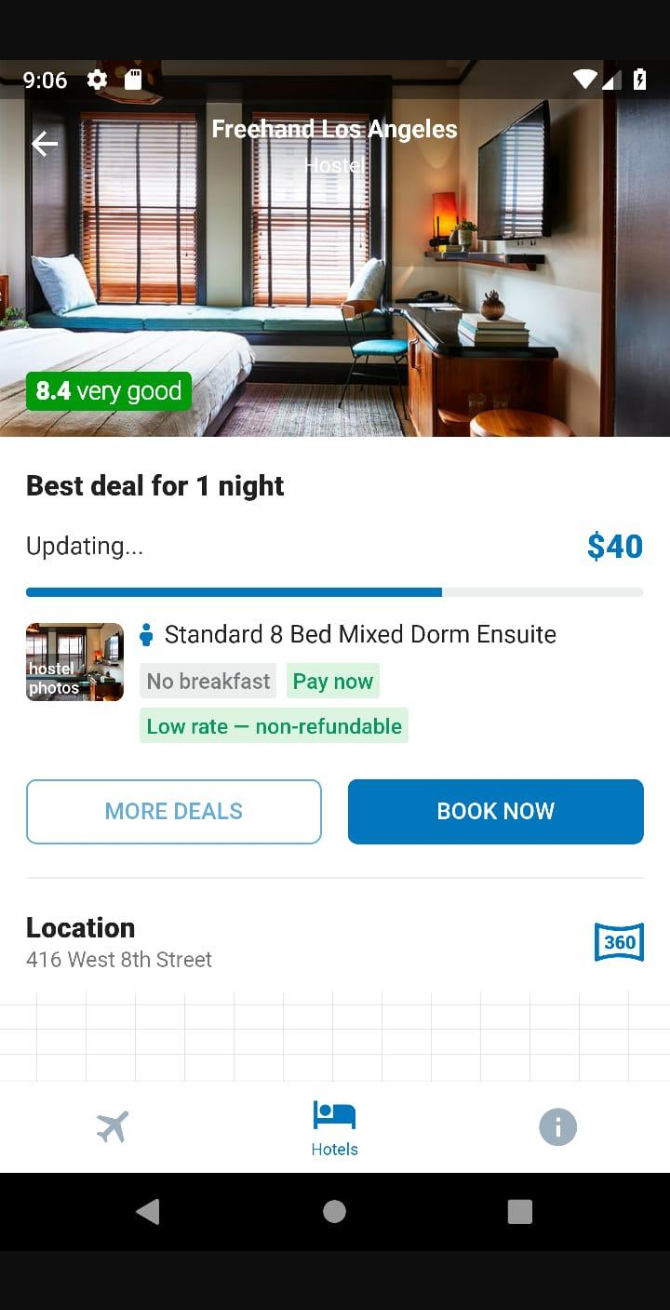 9:06
Freehand Los Angeles
Hostel
8.4 very good
Best deal for 1 night
Updating...
$40
Standard 8 Bed Mixed Dorm Ensuite
hostel
photos
No breakfast
Pay now
Low rate — non-refundable
MORE DEALS
BOOK NOW
Location
416 West 8th Street
360
Hotels